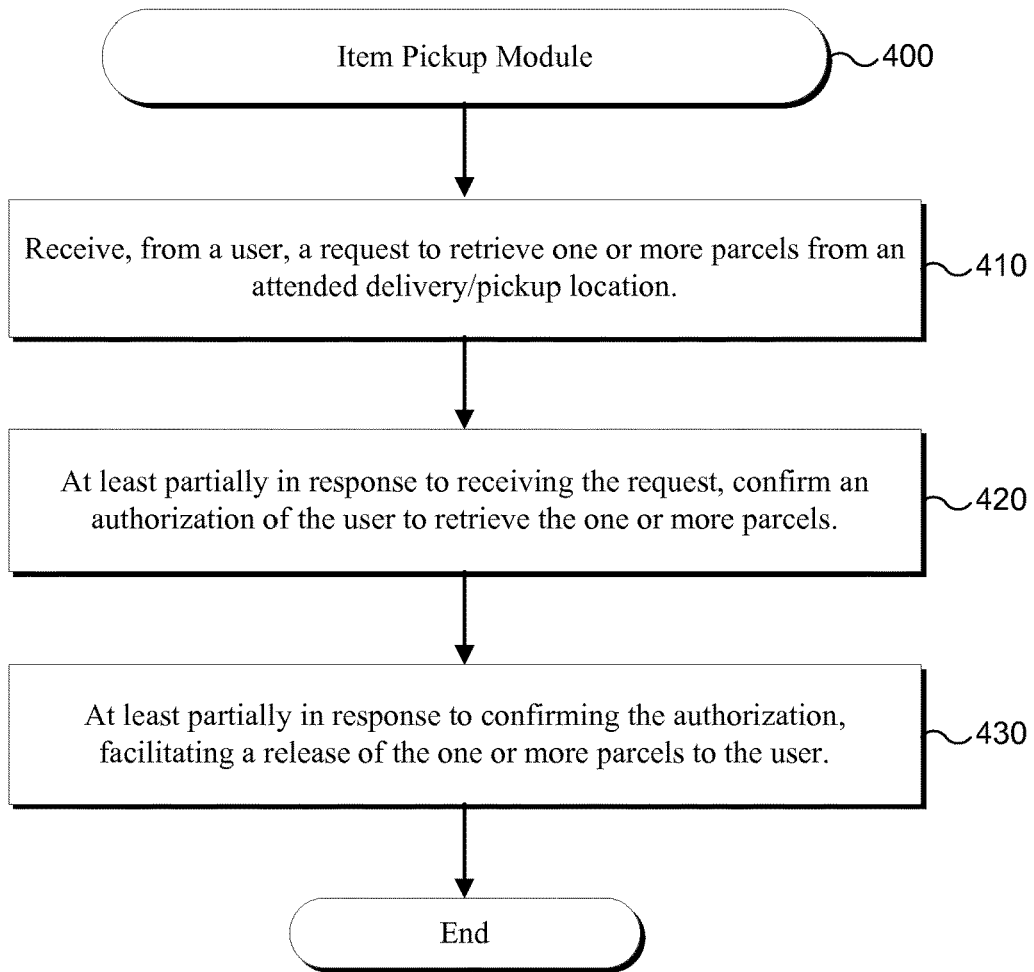 Item Pickup Module
400
Receive, from a user, a request to retrieve one or more parcels from an
attended delivery/pickup location.
410
At least partially in response to receiving the request, confirm an
authorization of the user to retrieve the one or more parcels.
420
At least partially in response to confirming the authorization,
facilitating a release of the one or more parcels to the user.
430
End